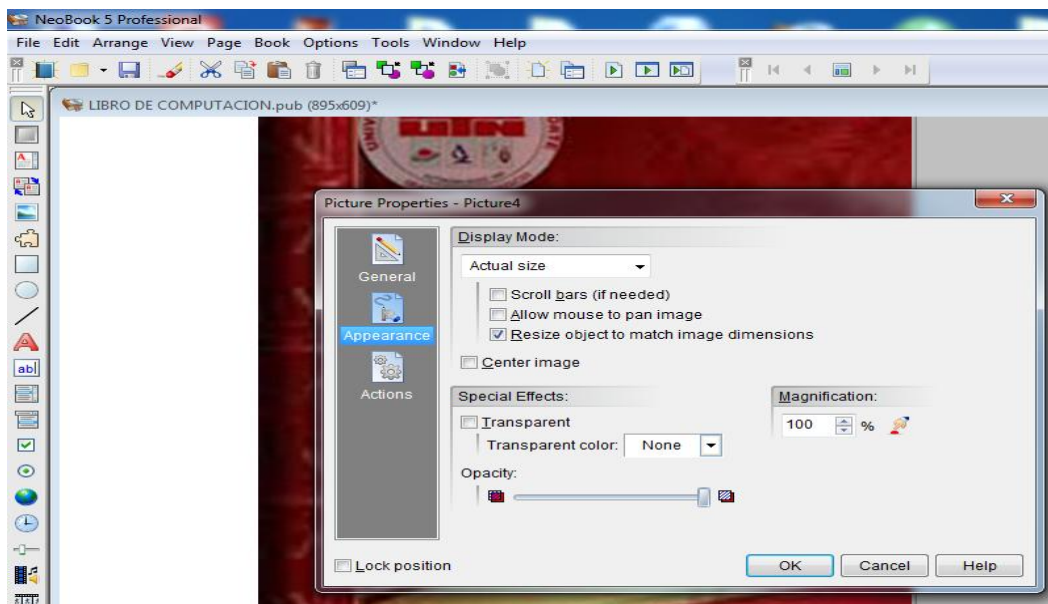 NeoBook 5 Professional
File Edit Arrange View Page Book Options Tools Window Help
LIBRO DE COMPUTACION.pub (895x609)*
UTN
Picture Properties - Picture4
General
Appearance
Actions
Display Mode:
Actual size
Scroll bars (if needed)
Allow mouse to pan image
Resize object to match image dimensions
Center image
Special Effects:
Transparent
Transparent color: None
Opacity:
Magnification:
100 %
Lock position
OK Cancel Help